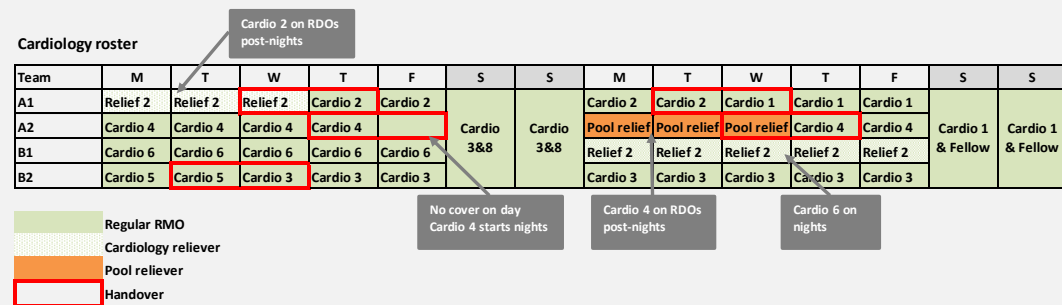 Cardio 2 on RDOs
post-nights
Cardiology roster
Team M T W T F S S M T W T F S S
A1 Relief 2 Relief 2 Relief 2 Cardio 2 Cardio 2 Cardio 2 Cardio 2 Cardio 1 Cardio 1 Cardio 1
A2 Cardio 4 Cardio 4 Cardio 4 Cardio 4 Cardio 3&8 Cardio 3&8 Pool relief Pool relief Pool relief Cardio 4 Cardio 4 Cardio 1 & Fellow Cardio 1 & Fellow
B1 Cardio 6 Cardio 6 Cardio 6 Cardio 6 Cardio 6 Relief 2 Relief 2 Relief 2 Relief 2 Relief 2
B2 Cardio 5 Cardio 5 Cardio 3 Cardio 3 Cardio 3 Cardio 3 Cardio 3 Cardio 3 Cardio 3 Cardio 3
No cover on day
Cardio 4 starts nights
Cardio 4 on RDOs
post-nights
Cardio 6 on
nights
Regular RMO
Cardiology reliever
Pool reliever
Handover